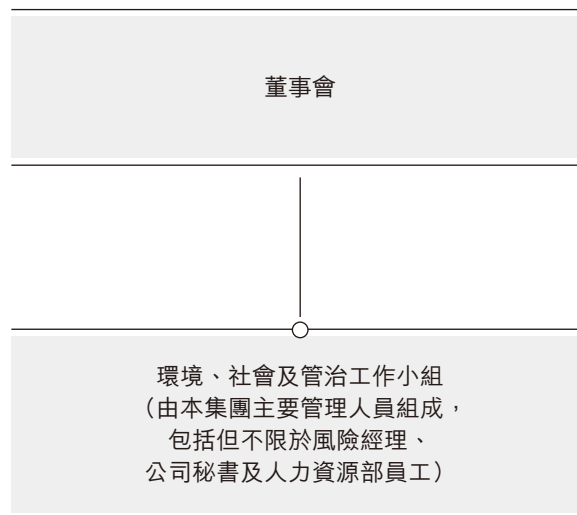 董事會
環境、社會及管治工作小組
（由本集團主要管理人員組成，
包括但不限於風險經理、
公司秘書及人力資源部員工）